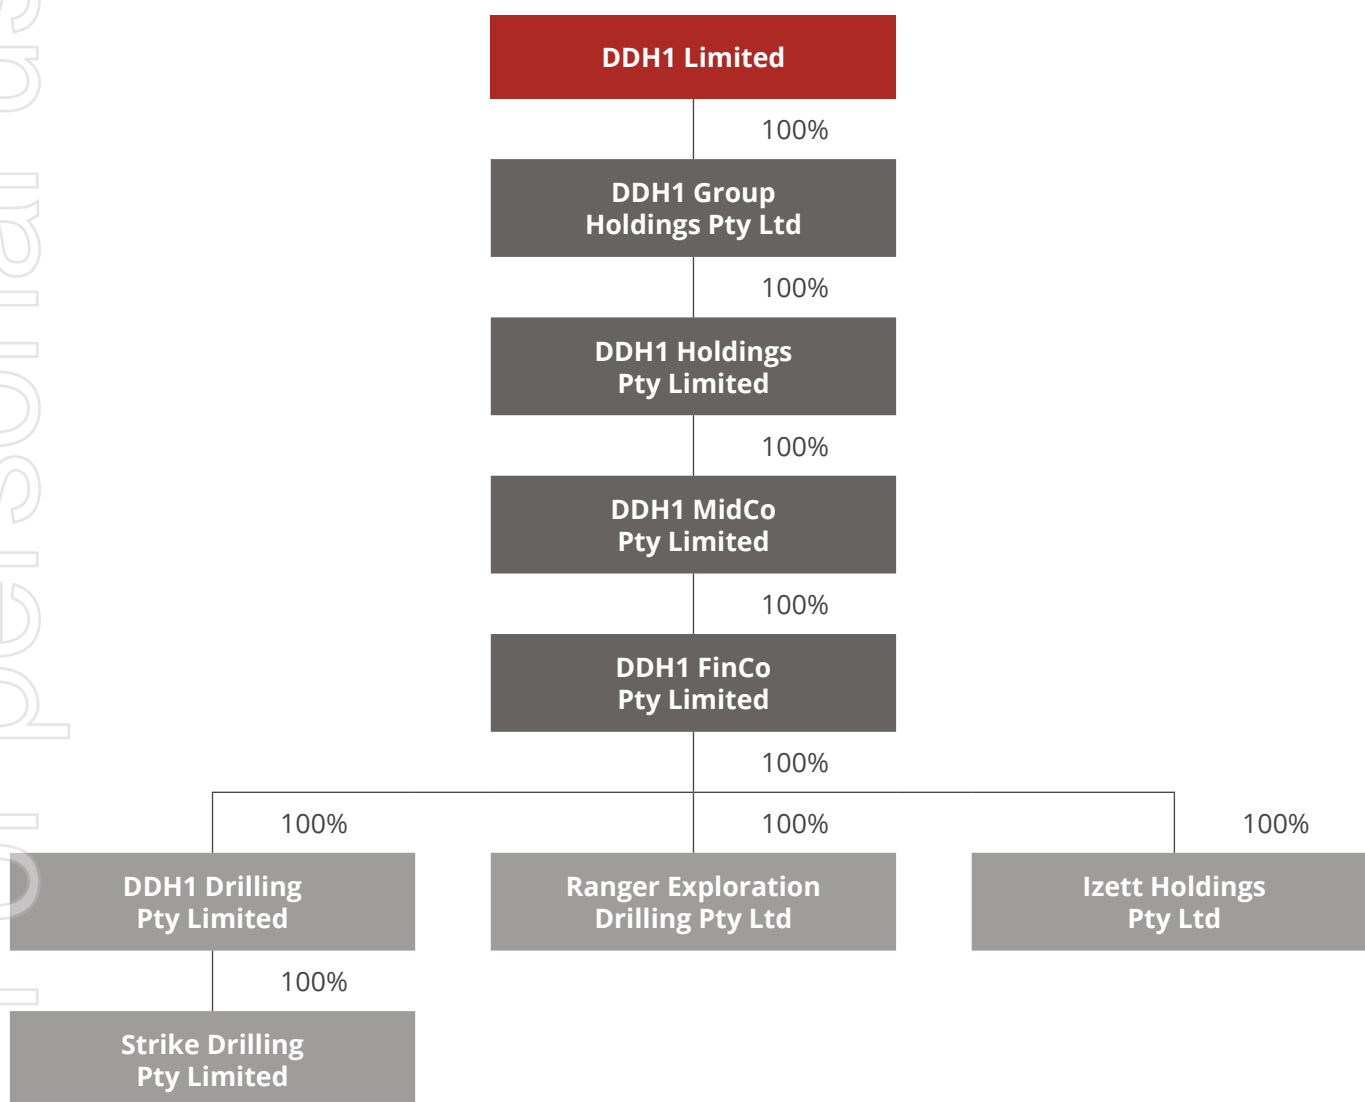 DDH1 Limited
100%
DDH1 Group
Holdings Pty Ltd
100%
DDH1 Holdings
Pty Limited
100%
DDH1 MidCo
Pty Limited
100%
DDH1 FinCo
Pty Limited
100%
100%
100%
100%
DDH1 Drilling
Pty Limited
Ranger Exploration
Drilling Pty Ltd
Izett Holdings
Pty Ltd
100%
Strike Drilling
Pty Limited
personal